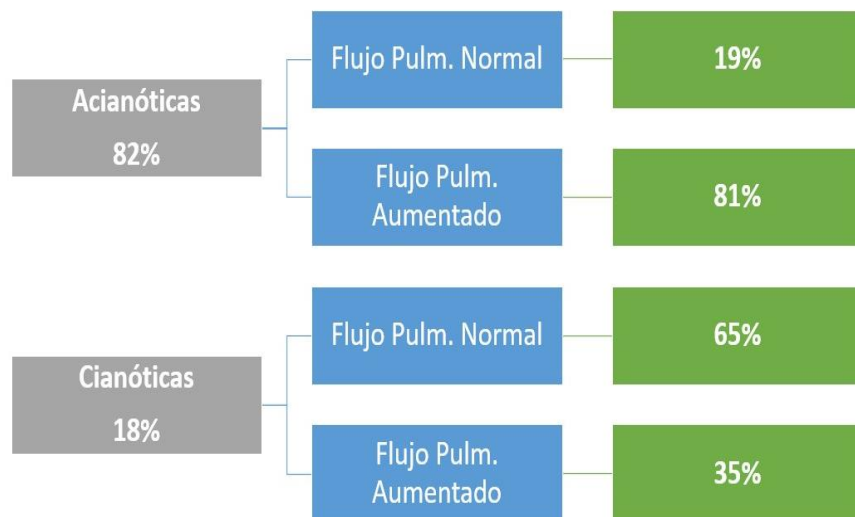 Acianóticas
82%
Flujo Pulm. Normal
19%
Flujo Pulm.
Aumentado
81%
Cianóticas
18%
Flujo Pulm. Normal
65%
Flujo Pulm.
Aumentado
35%